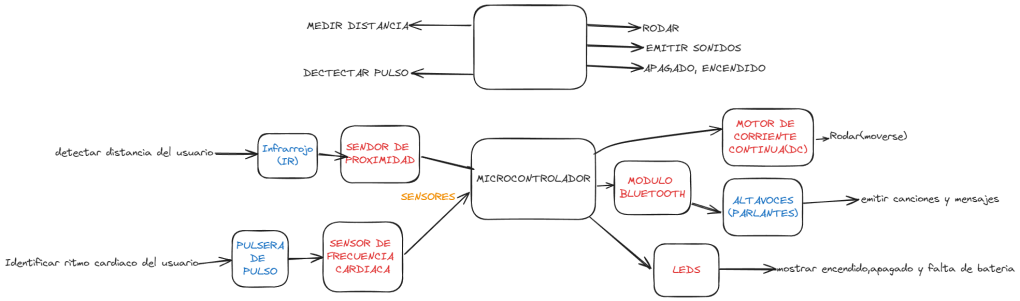 MEDIR DISTANCIA
DECTECTAR PULSO
RODAR
EMITIR SONIDOS
APAGADO, ENCENDIDO
detectar distancia del usuario
Infrarrojo
(IR)
SENDOR DE
PROXIMIDAD
SENSORES
Identificar ritmo cardiaco del usuario
PULSERA
DE
PULSO
SENSOR DE
FRECUENCIA
CARDIACA
MICROCONTROLADOR
MOTOR DE
CORRIENTE
CONTINUA(DC)
Rodar(moverse)
MODULO
BLUETOOTH
ALTAVOCES
(PARLANTES)
emitir canciones y mensajes
LEDS
mostrar encendido,apagado y falta de bateria